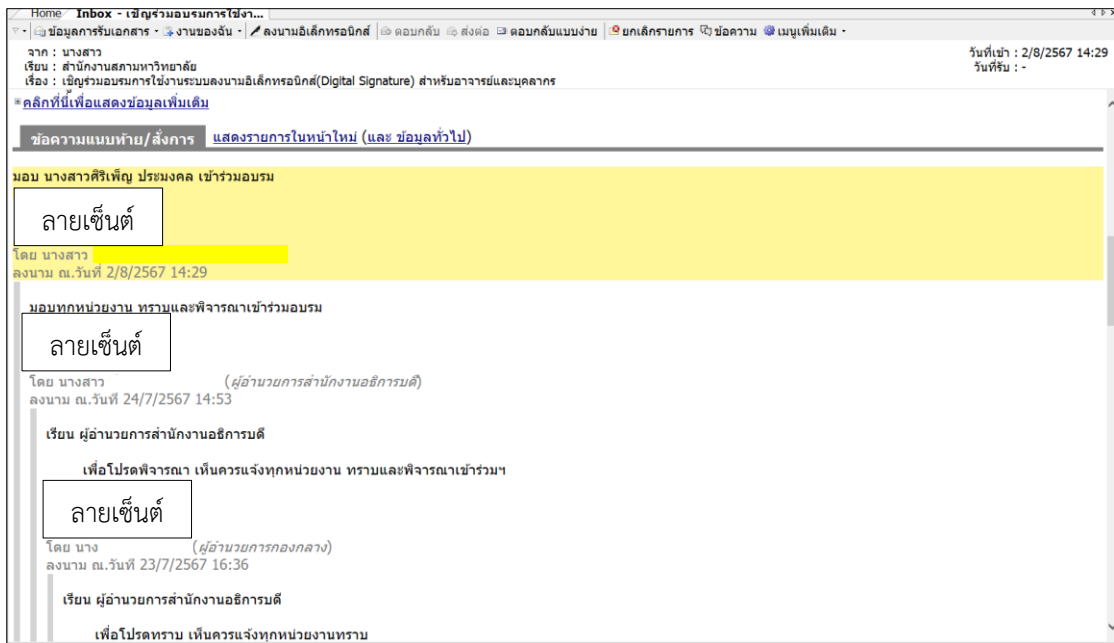 Home Inbox - เชิญร่วมอบรมการใช้งา...
ข้อมูลการรับเอกสาร - งานของฉัน - ลงนามอิเล็กทรอนิกส์ ตอบกลับ ส่งต่อ ตอบกลับแบบง่าย ยกเลิกรายการ ข้อความ เมนูเพิ่มเติม -
จาก : นางสาว วันที่เข้า : 2/8/2567 14:29
เรียน : สำนักงานสภามหาวิทยาลัย วันที่รับ : -
เรื่อง : เชิญร่วมอบรมการใช้งานระบบลงนามอิเล็กทรอนิกส์(Digital Signature) สำหรับอาจารย์และบุคลากร
คลิกที่นี้เพื่อแสดงข้อมูลเพิ่มเติม
ข้อความแนบท้าย/สั่งการ แสดงรายการในหน้าใหม่ (และ ข้อมูลทั่วไป)
มอบ นางสาวศิริเพ็ญ ประมงคล เข้าร่วมอบรม
ลายเซ็นต์
โดย นางสาว
ลงนาม ณ.วันที่ 2/8/2567 14:29
มอบทุกหน่วยงาน ทราบและพิจารณาเข้าร่วมอบรม
ลายเซ็นต์
โดย นางสาว (ผู้อำนวยการสำนักงานอธิการบดี)
ลงนาม ณ.วันที่ 24/7/2567 14:53
เรียน ผู้อำนวยการสำนักงานอธิการบดี
เพื่อโปรดพิจารณา เห็นควรแจ้งทุกหน่วยงาน ทราบและพิจารณาเข้าร่วมฯ
ลายเซ็นต์
โดย นาง (ผู้อำนวยการกองกลาง)
ลงนาม ณ.วันที่ 23/7/2567 16:36
เรียน ผู้อำนวยการสำนักงานอธิการบดี
เพื่อโปรดทราบ เห็นควรแจ้งทุกหน่วยงานทราบ